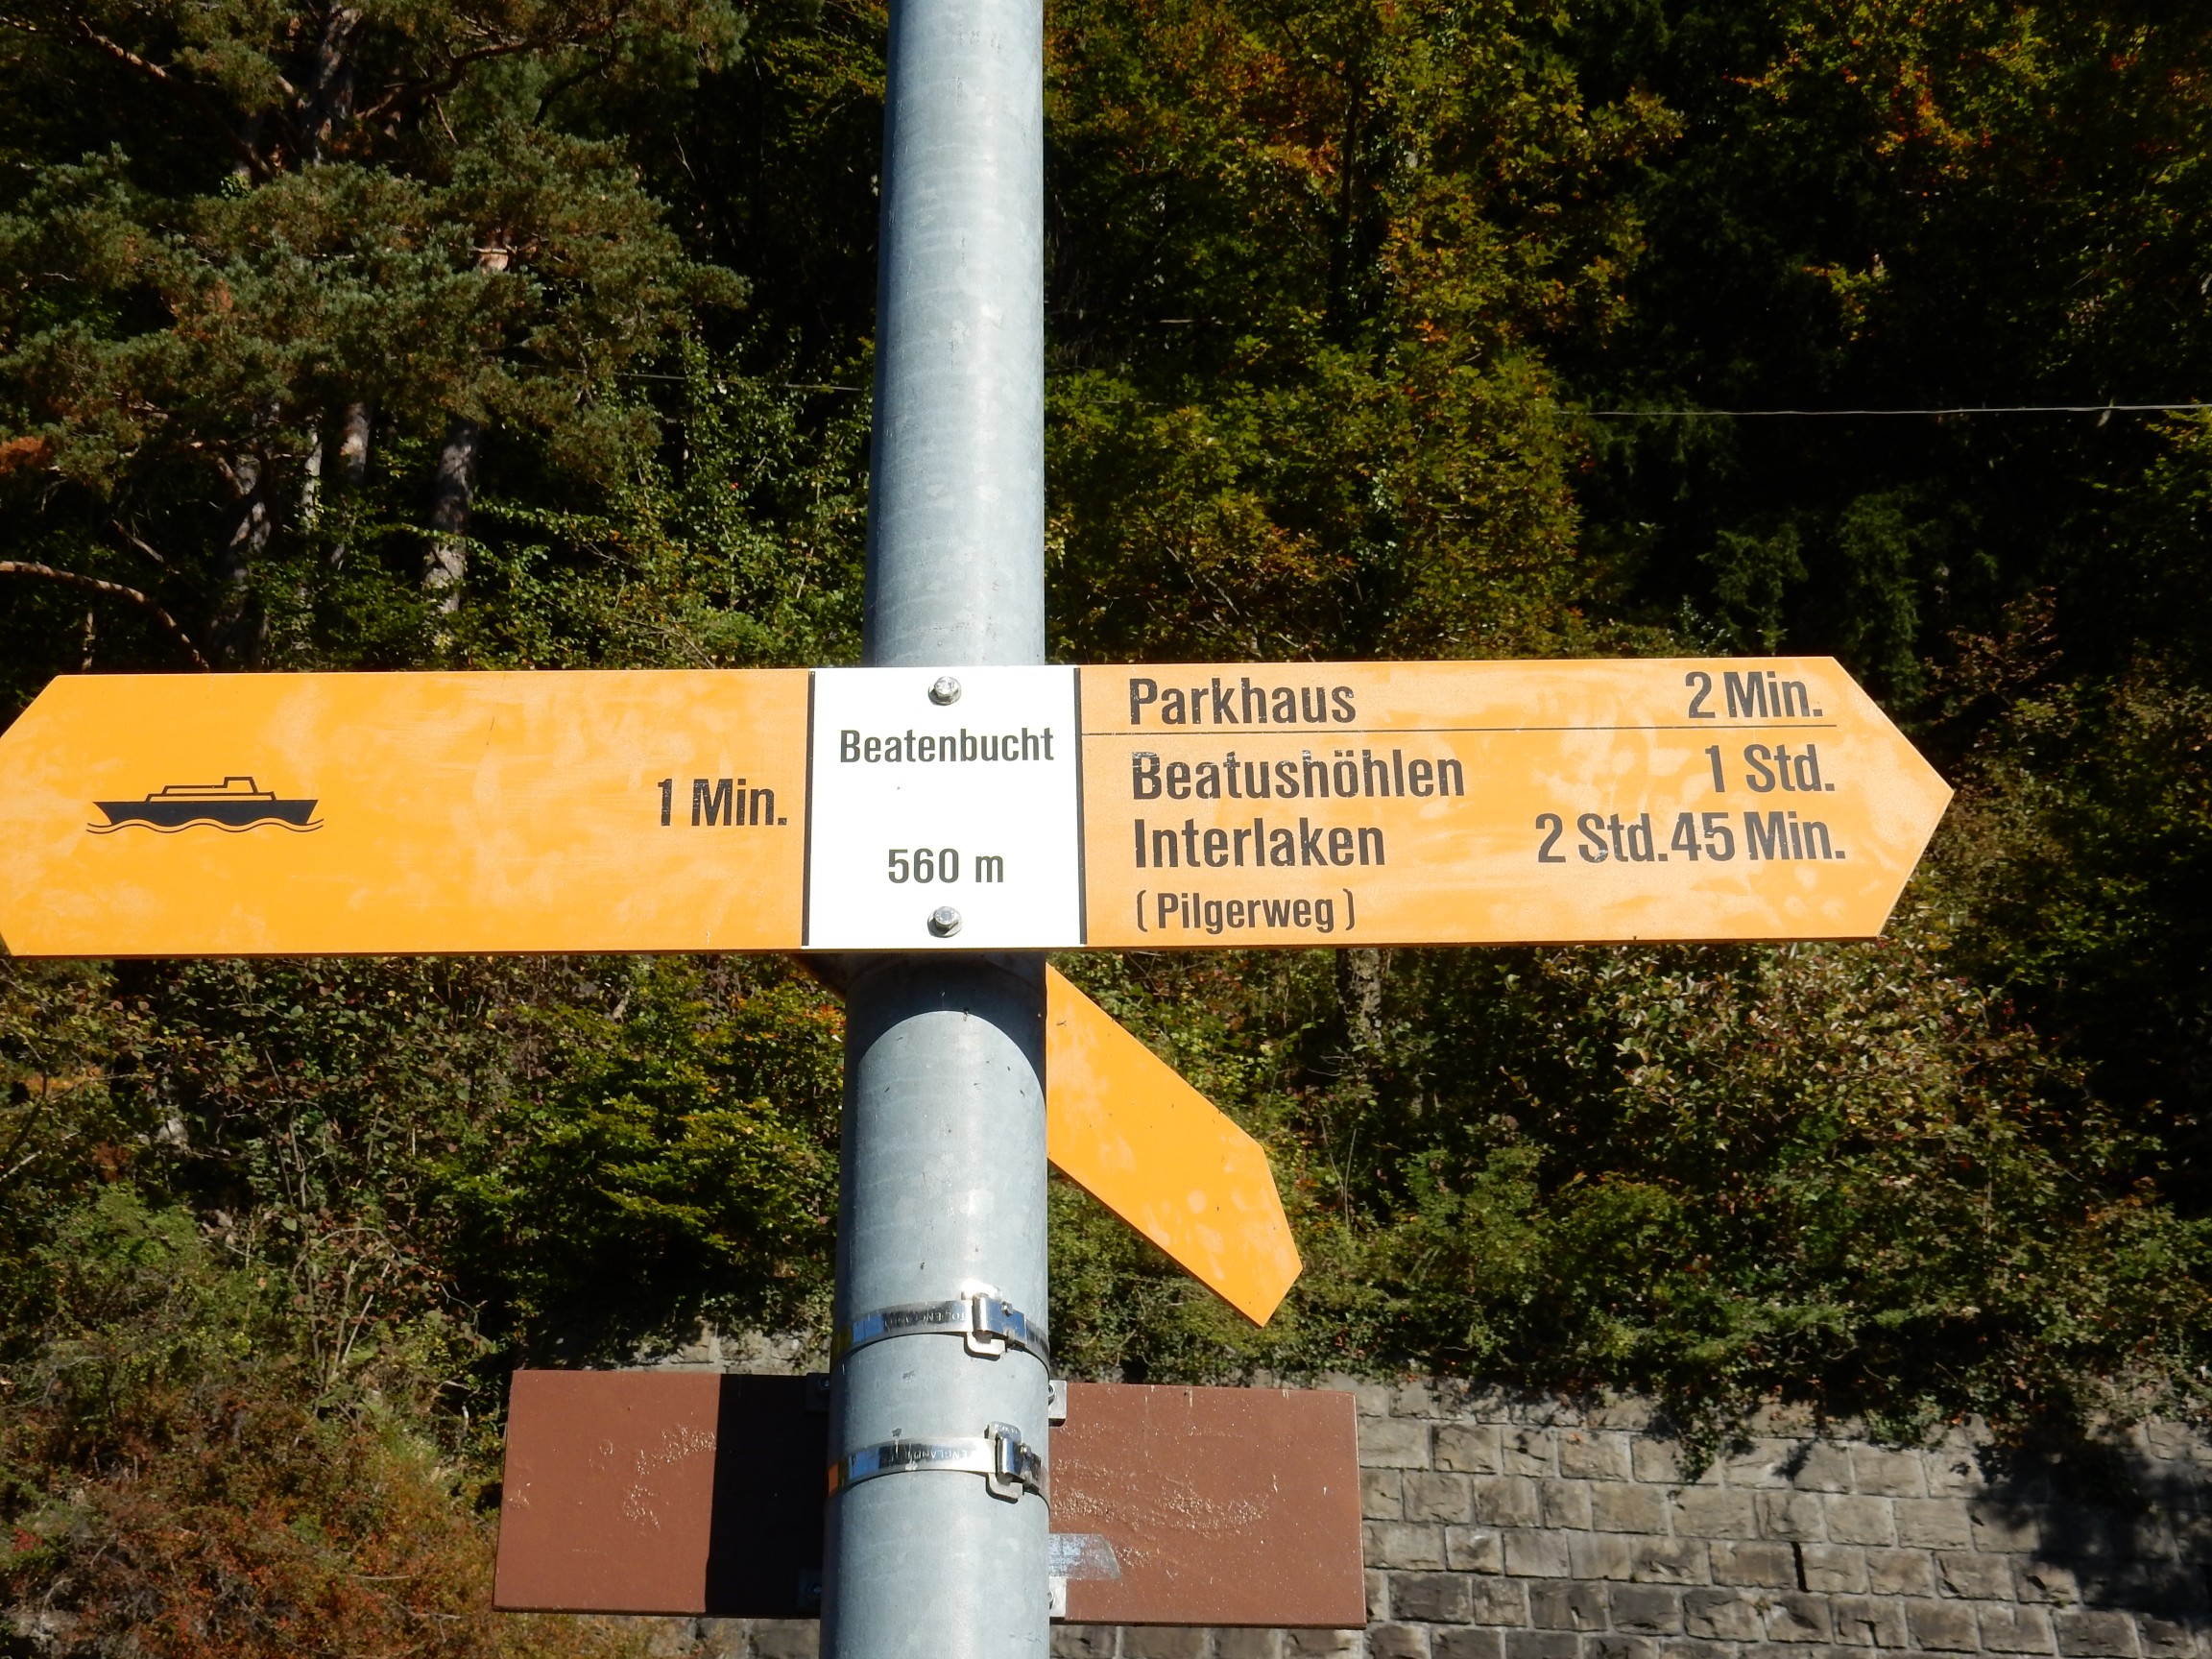 1 Min.
Beatenbucht
560 m
Parkhaus 2 Min.
Beatushöhlen 1 Std.
Interlaken 2 Std. 45 Min.
(Pilgerweg)